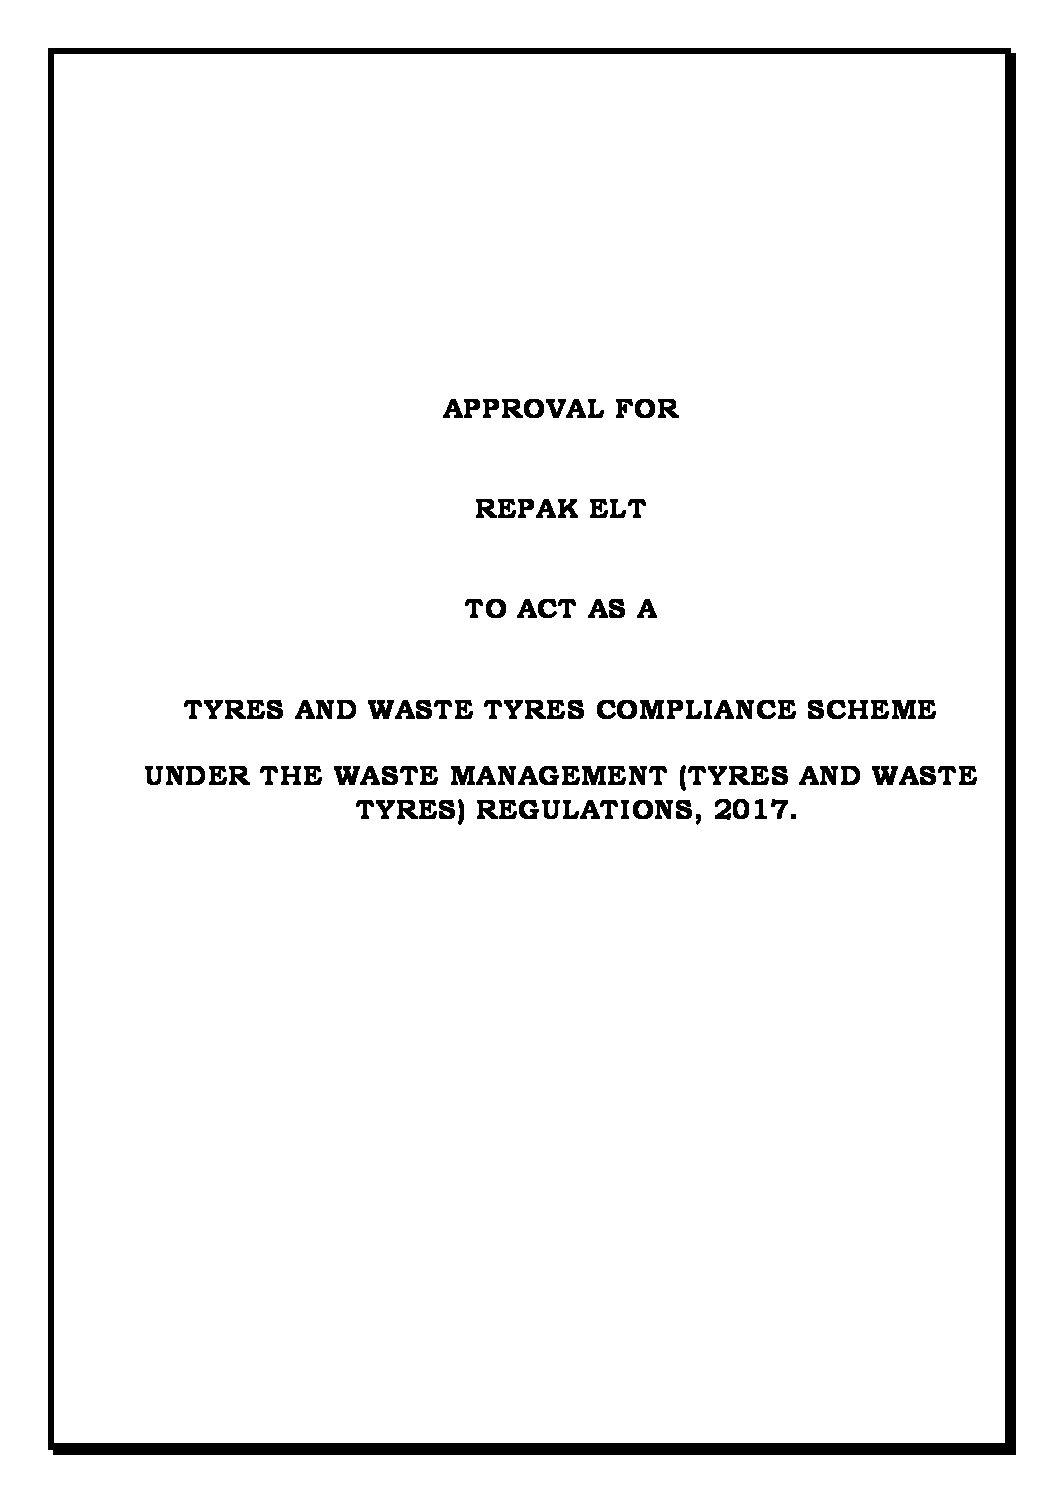 APPROVAL FOR
REPAK ELT
TO ACT AS A
TYRES AND WASTE TYRES COMPLIANCE SCHEME
UNDER THE WASTE MANAGEMENT (TYRES AND WASTE
TYRES) REGULATIONS, 2017.